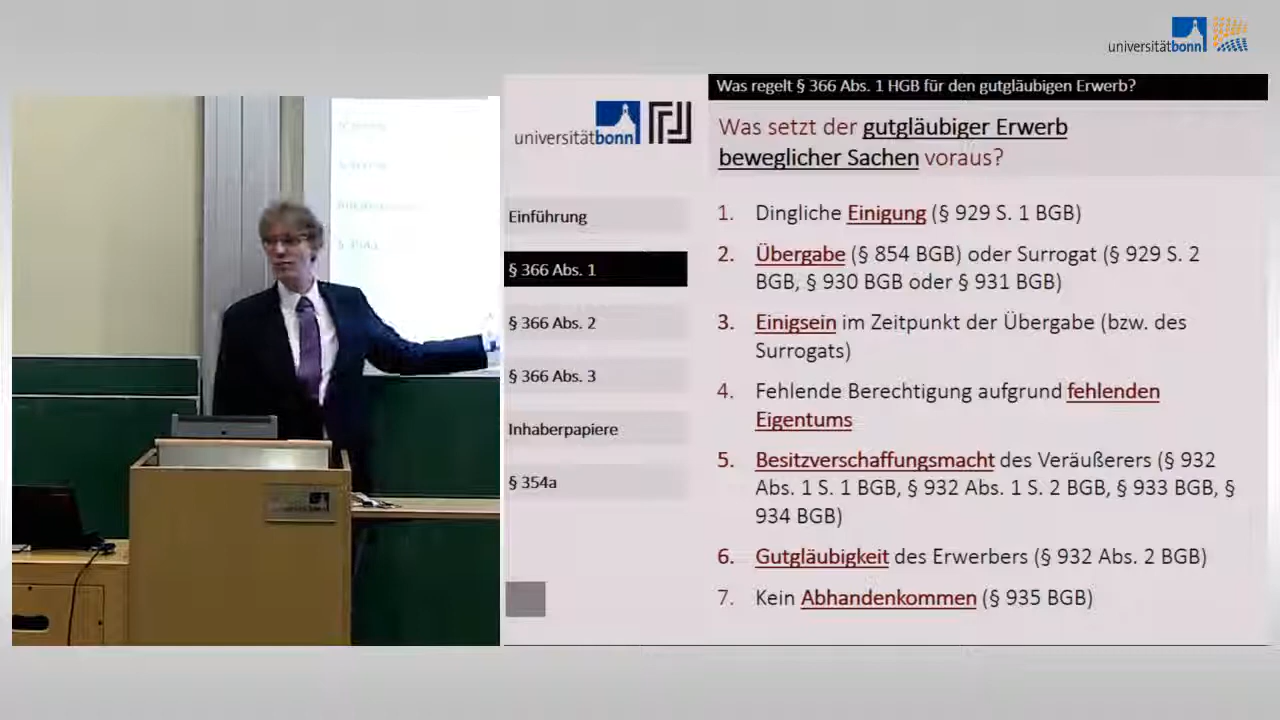 universitätbonn
Was regelt § 366 Abs. 1 HGB für den gutgläubigen Erwerb?
universitätbonn
Was setzt der gutgläubiger Erwerb
beweglicher Sachen voraus?
Einführung
§ 366 Abs. 1
§ 366 Abs. 2
§ 366 Abs. 3
Inhaberpapiere
§ 354a
1. Dingliche Einigung (§ 929 S. 1 BGB)
2. Übergabe (§ 854 BGB) oder Surrogat (§ 929 S. 2
BGB, § 930 BGB oder § 931 BGB)
3. Einigsein im Zeitpunkt der Übergabe (bzw. des
Surrogats)
4. Fehlende Berechtigung aufgrund fehlenden
Eigentums
5. Besitzverschaffungsmacht des Veräußerers (§ 932
Abs. 1 S. 1 BGB, § 932 Abs. 1 S. 2 BGB, § 933 BGB, §
934 BGB)
6. Gutgläubigkeit des Erwerbers (§ 932 Abs. 2 BGB)
7. Kein Abhandenkommen (§ 935 BGB)